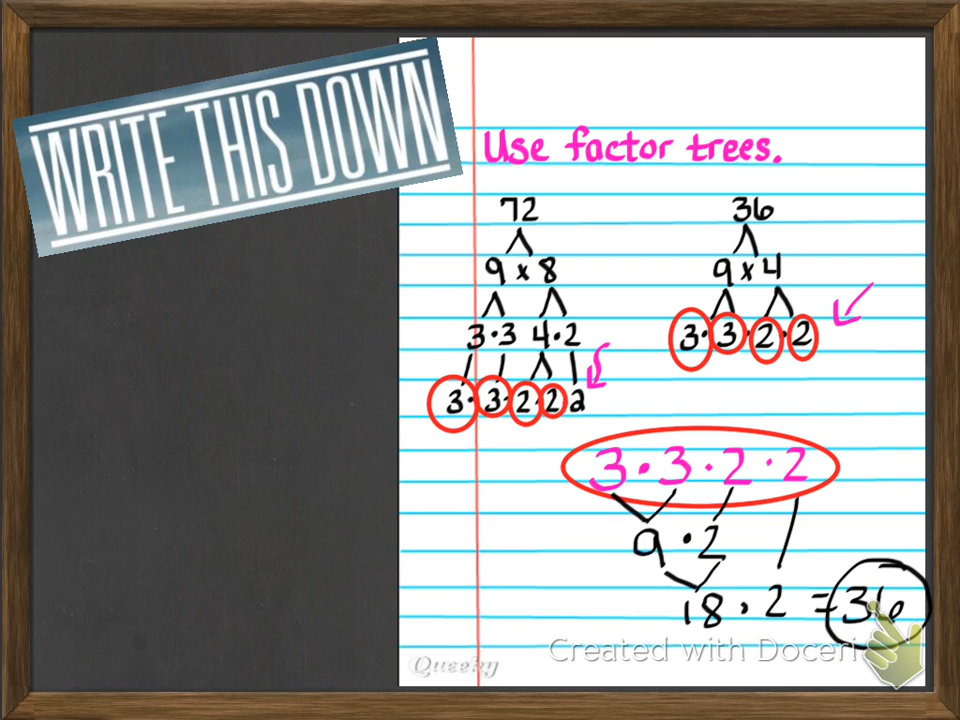 WRITE THIS DOWN
Use factor trees.
72 36
9 x 8 9 x 4
3·3 4·2 3·3·2·2
3·3·2·2 2
3·3·2·2
9·2
18·2 =36
Created with Doceri
Queeky